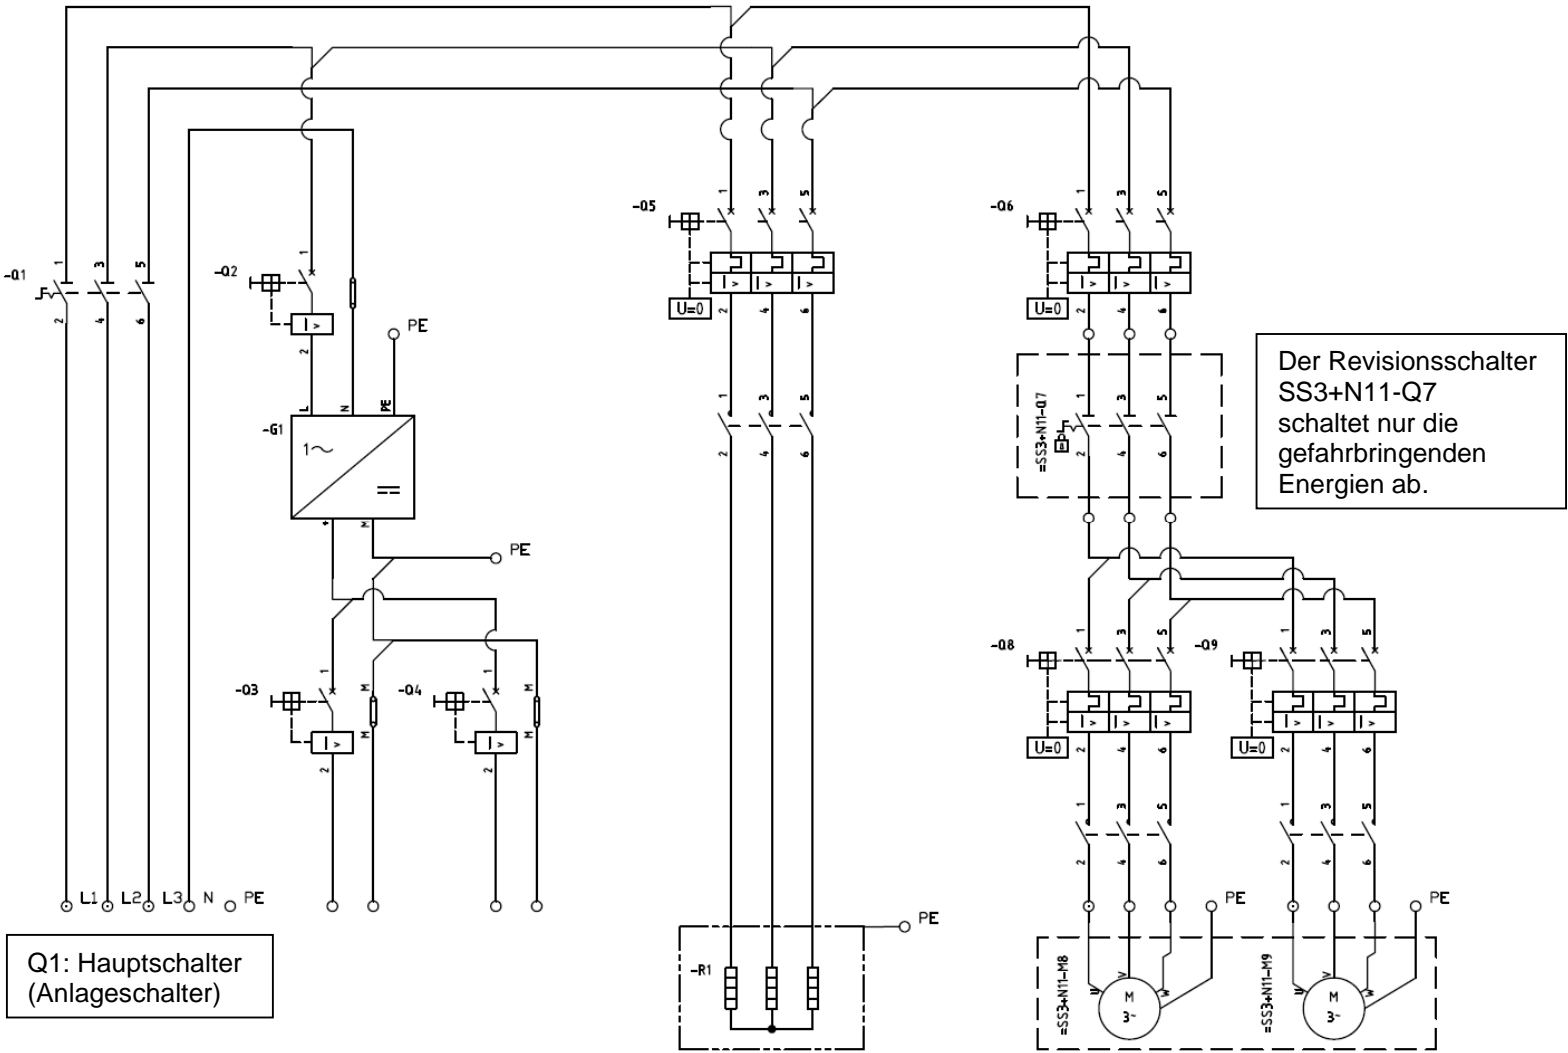 -Q5
1
3
5
-Q6
1
3
5
-Q1
1
3
5
-Q2
1
I >
I >
I >
I >
I >
I >
U=0
U=0
2
4
6
I >
2
4
6
2
4
6
2
PE
L
N
PE
-G1
1~
+
M
1
3
5
2
4
6
=SS3+N11-Q7
1
3
5
2
4
6
Der Revisionsschalter
SS3+N11-Q7
schaltet nur die
gefahrbringenden
Energien ab.
PE
-Q3
1
M
-Q4
1
M
I >
M
I >
M
2
2
-Q8
1
3
5
-Q9
1
3
5
I >
I >
I >
I >
I >
I >
U=0
2
4
6
U=0
2
4
6
1
3
5
1
3
5
2
4
6
2
4
6
L1
L2
L3
N
PE
PE
PE
PE
Q1: Hauptschalter
(Anlageschalter)
-R1
=SS3+N11-M8
U
V
W
M
3~
=SS3+N11-M9
U
V
W
M
3~